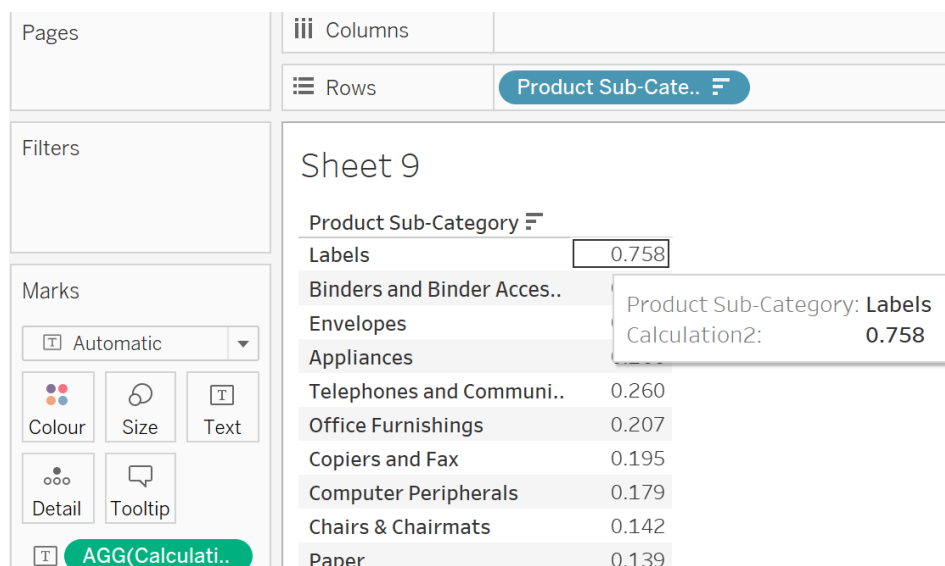 Pages
Columns
Rows
Product Sub-Cate..
Filters
Sheet 9
Product Sub-Category
Labels 0.758
Binders and Binder Acces..
Envelopes
Appliances
Telephones and Communi.. 0.260
Office Furnishings 0.207
Copiers and Fax 0.195
Computer Peripherals 0.179
Chairs & Chairmats 0.142
Paper 0.139
Product Sub-Category: Labels
Calculation2: 0.758
Marks
T Automatic
Colour Size T Text
Detail Tooltip
T AGG(Calculati..